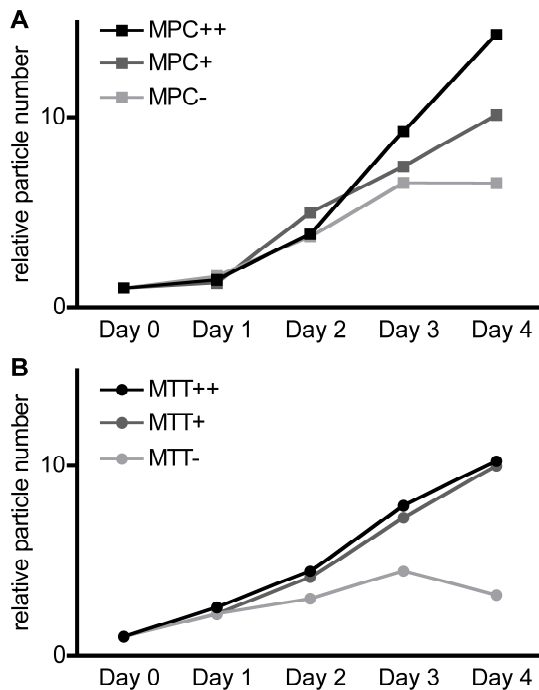 A
MPC++
MPC+
MPC-
relative particle number
10
0
Day 0 Day 1 Day 2 Day 3 Day 4
B
MTT++
MTT+
MTT-
relative particle number
10
0
Day 0 Day 1 Day 2 Day 3 Day 4